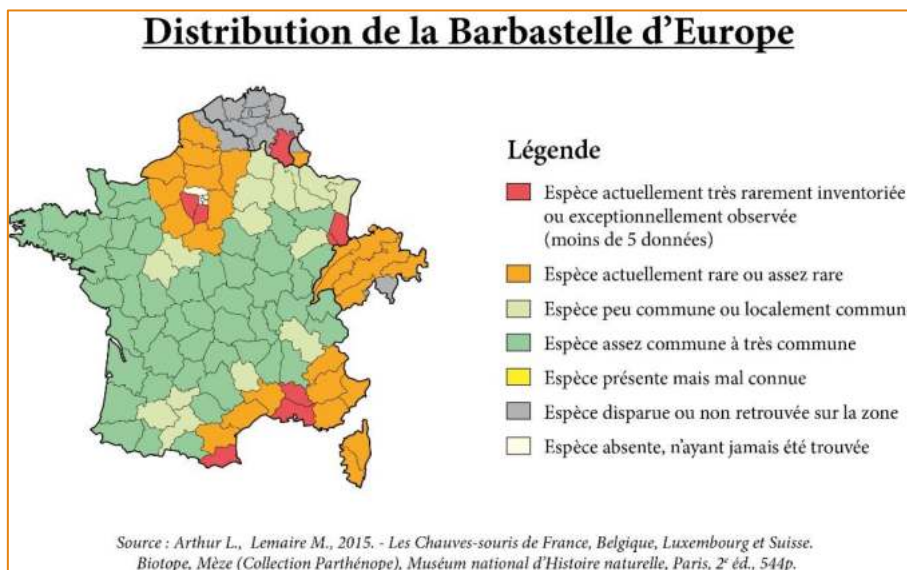 Distribution de la Barbastelle d'Europe
Légende
Espèce actuellement très rarement inventoriée
ou exceptionnellement observée
(moins de 5 données)
Espèce actuellement rare ou assez rare
Espèce peu commune ou localement commun
Espèce assez commune à très commune
Espèce présente mais mal connue
Espèce disparue ou non retrouvée sur la zone
Espèce absente, n'ayant jamais été trouvée
Source : Arthur L., Lemaire M., 2015. - Les Chauves-souris de France, Belgique, Luxembourg et Suisse.
Biotope, Mèze (Collection Parthénope), Muséum national d'Histoire naturelle, Paris, 2e éd., 544p.